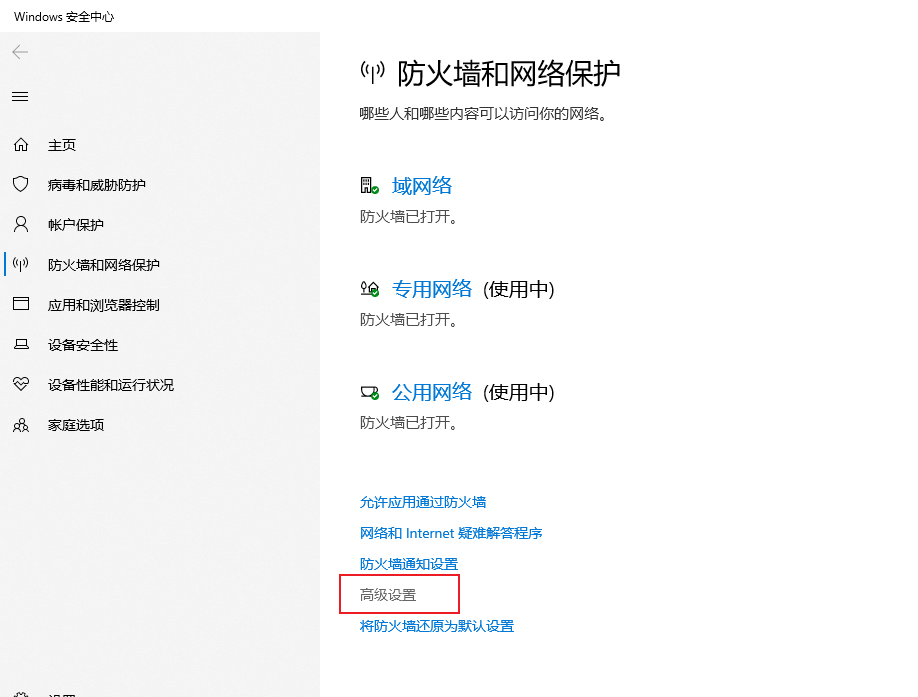 Windows 安全中心
主页
病毒和威胁防护
帐户保护
防火墙和网络保护
应用和浏览器控制
设备安全性
设备性能和运行状况
家庭选项
防火墙和网络保护
哪些人和哪些内容可以访问你的网络。
域网络
防火墙已打开。
专用网络 (使用中)
防火墙已打开。
公用网络 (使用中)
防火墙已打开。
允许应用通过防火墙
网络和 Internet 疑难解答程序
防火墙通知设置
高级设置
将防火墙还原为默认设置